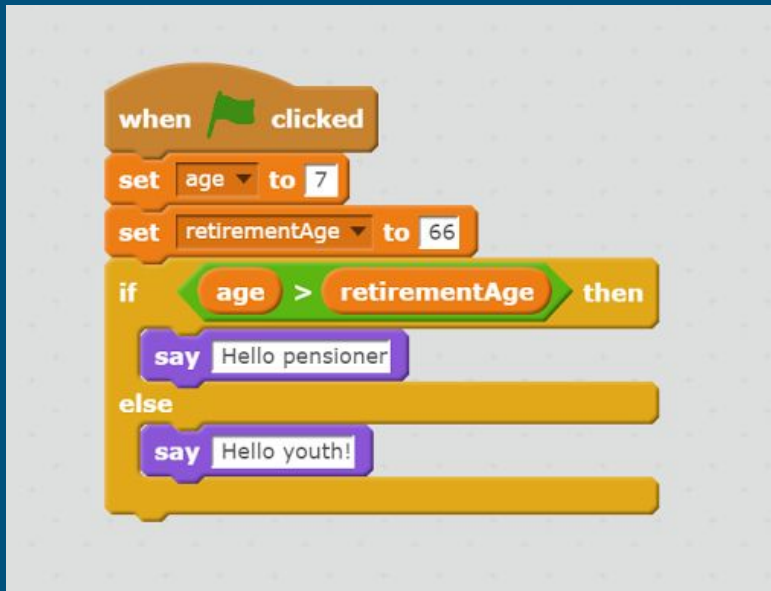 when clicked
set age to 7
set retirementAge to 66
if age > retirementAge then
say Hello pensioner
else
say Hello youth!